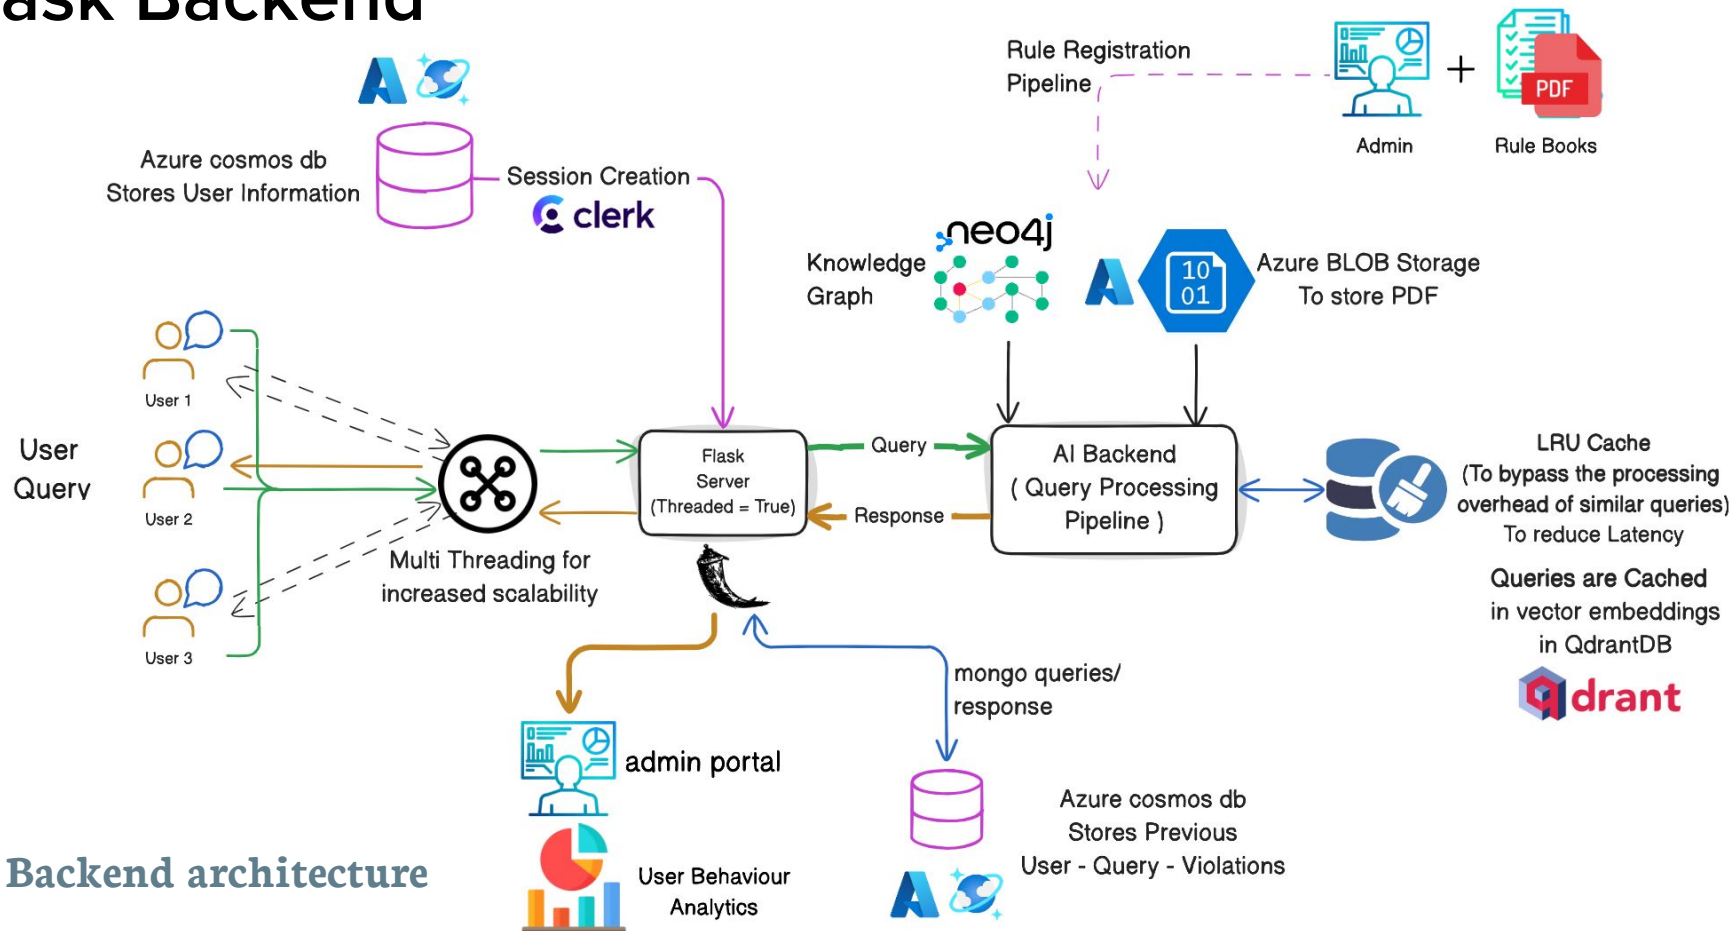 ask Backend
Rule Registration
Pipeline
PDF
Admin
Rule Books
Azure cosmos db
Stores User Information
Session Creation
clerk
neo4j
Knowledge
Graph
10
01
Azure BLOB Storage
To store PDF
User 1
User
Query
User 2
User 3
Multi Threading for
increased scalability
Flask
Server
(Threaded = True)
Query
Response
AI Backend
( Query Processing
Pipeline )
LRU Cache
(To bypass the processing
overhead of similar queries)
To reduce Latency
Queries are Cached
in vector embeddings
in QdrantDB
qdrant
mongo queries/
response
admin portal
User Behaviour
Analytics
Azure cosmos db
Stores Previous
User - Query - Violations
Backend architecture